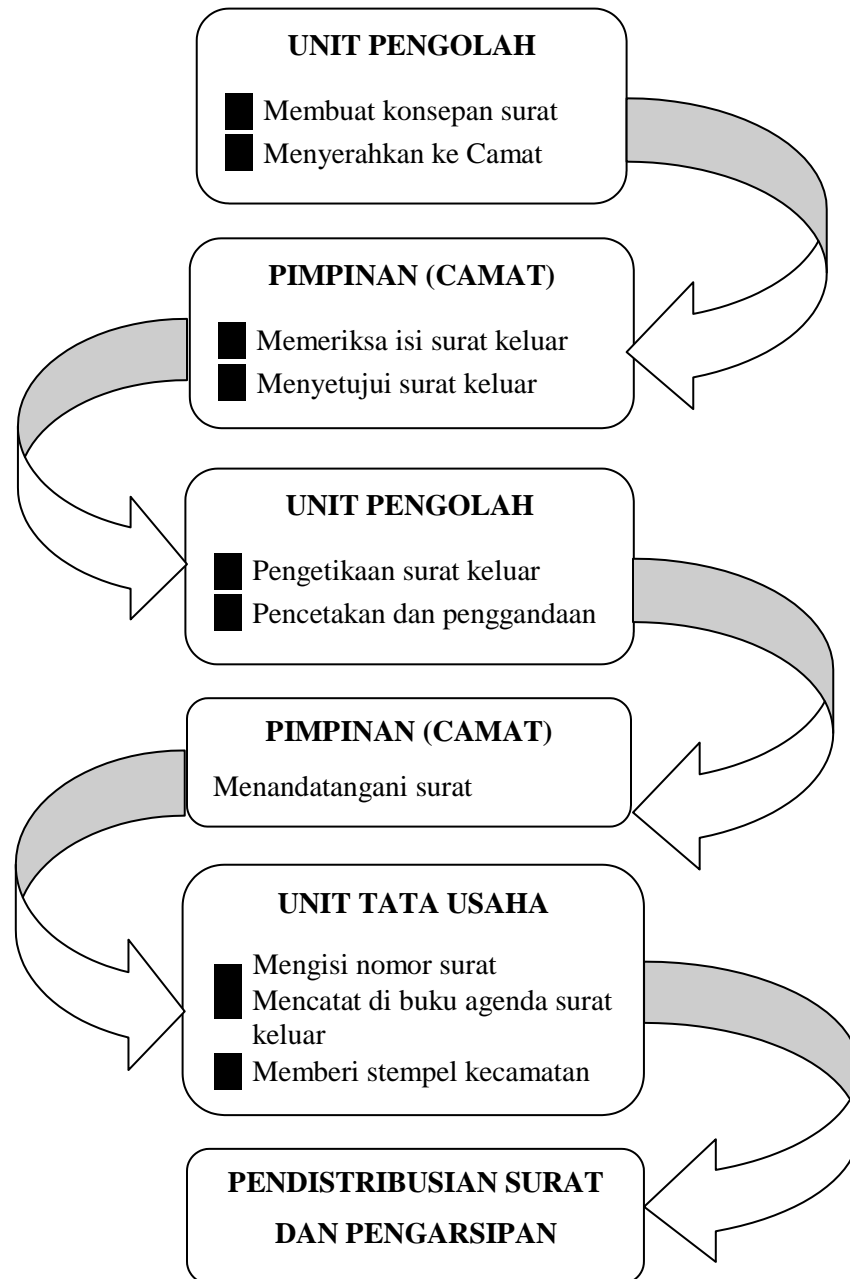 UNIT PENGOLAH
Membuat konsepan surat
Menyerahkan ke Camat
PIMPINAN (CAMAT)
Memeriksa isi surat keluar
Menyetujui surat keluar
UNIT PENGOLAH
Pengetikaan surat keluar
Pencetakan dan penggandaan
PIMPINAN (CAMAT)
Menandatangani surat
UNIT TATA USAHA
Mengisi nomor surat
Mencatat di buku agenda surat
keluar
Memberi stempel kecamatan
PENDISTRIBUSIAN SURAT
DAN PENGARSIPAN